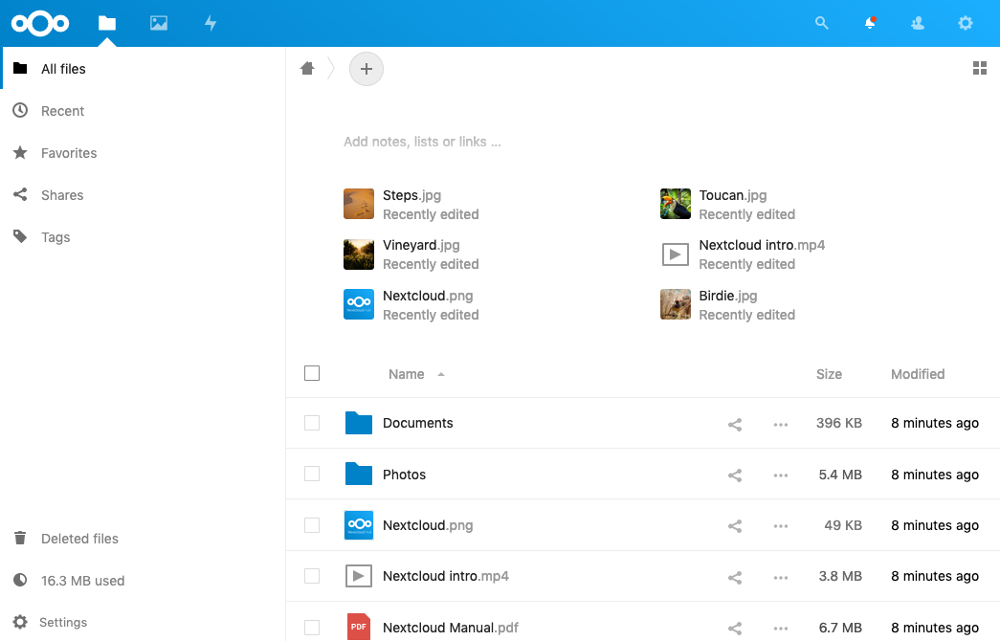 All files
Recent
Favorites
Shares
Tags
Deleted files
16.3 MB used
Settings
Add notes, lists or links ...
Steps.jpg
Recently edited
Toucan.jpg
Recently edited
Vineyard.jpg
Recently edited
Nextcloud intro.mp4
Recently edited
Nextcloud.png
Recently edited
Birdie.jpg
Recently edited
Name Size Modified
Documents 396 KB 8 minutes ago
Photos 5.4 MB 8 minutes ago
Nextcloud.png 49 KB 8 minutes ago
Nextcloud intro.mp4 3.8 MB 8 minutes ago
PDF Nextcloud Manual.pdf 6.7 MB 8 minutes ago